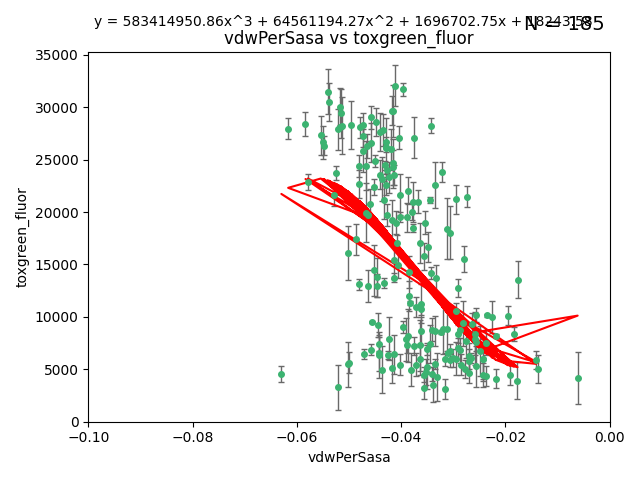 y = 583414950.86x^3 + 64561194.27x^2 + 1696702.75x +
N = 185
vdwPerSasa vs toxgreen_fluor
35000
30000
25000
20000
15000
10000
5000
0
toxgreen_fluor
−0.10
−0.08
−0.06
−0.04
−0.02
0.00
vdwPerSasa